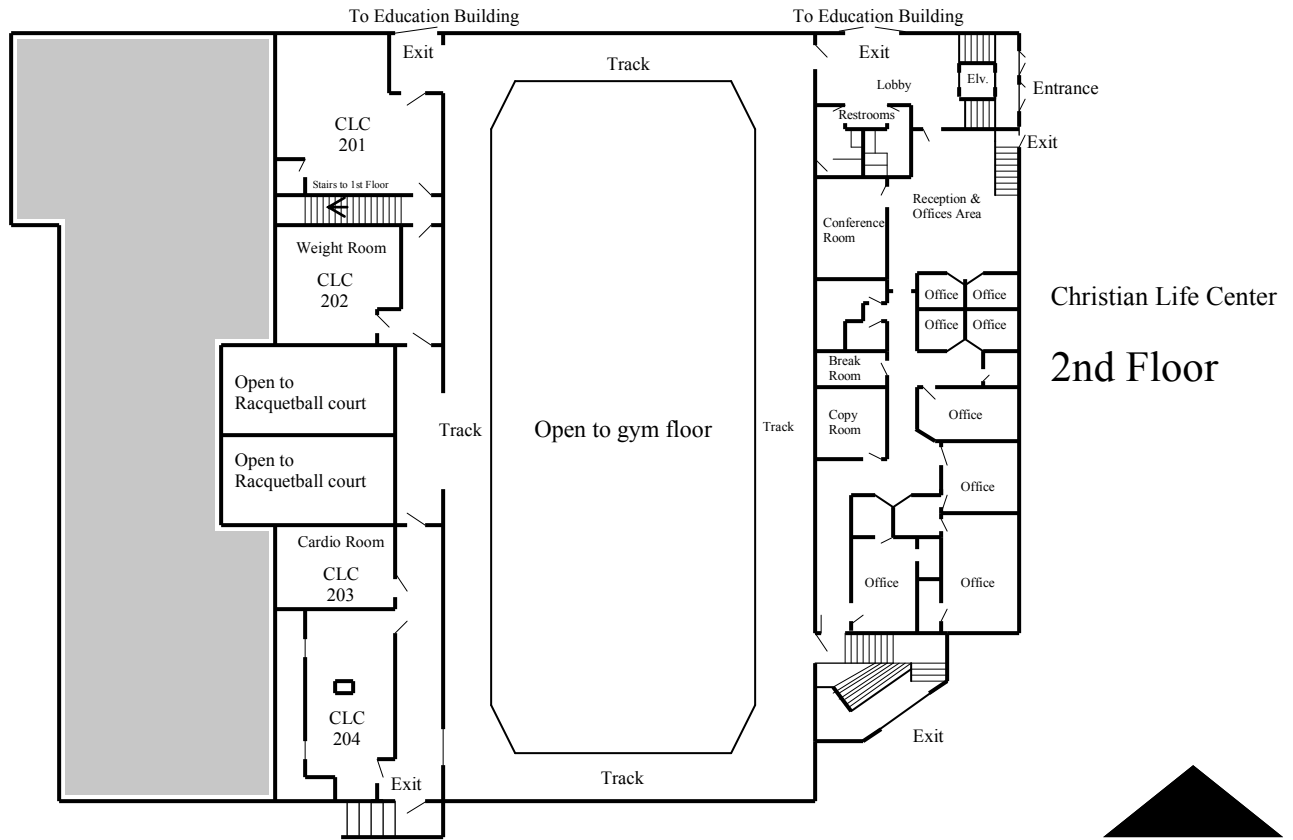 To Education Building
To Education Building
Exit
Exit
Track
Lobby
Elv.
Entrance
Restrooms
CLC
201
Exit
Stairs to 1st Floor
Reception &
Offices Area
Conference
Room
Weight Room
CLC
202
Office
Office
Office
Office
Christian Life Center
2nd Floor
Break
Room
Open to
Racquetball court
Copy
Room
Office
Track
Open to gym floor
Track
Open to
Racquetball court
Office
Cardio Room
CLC
203
Office
Office
CLC
204
Exit
Exit
Track